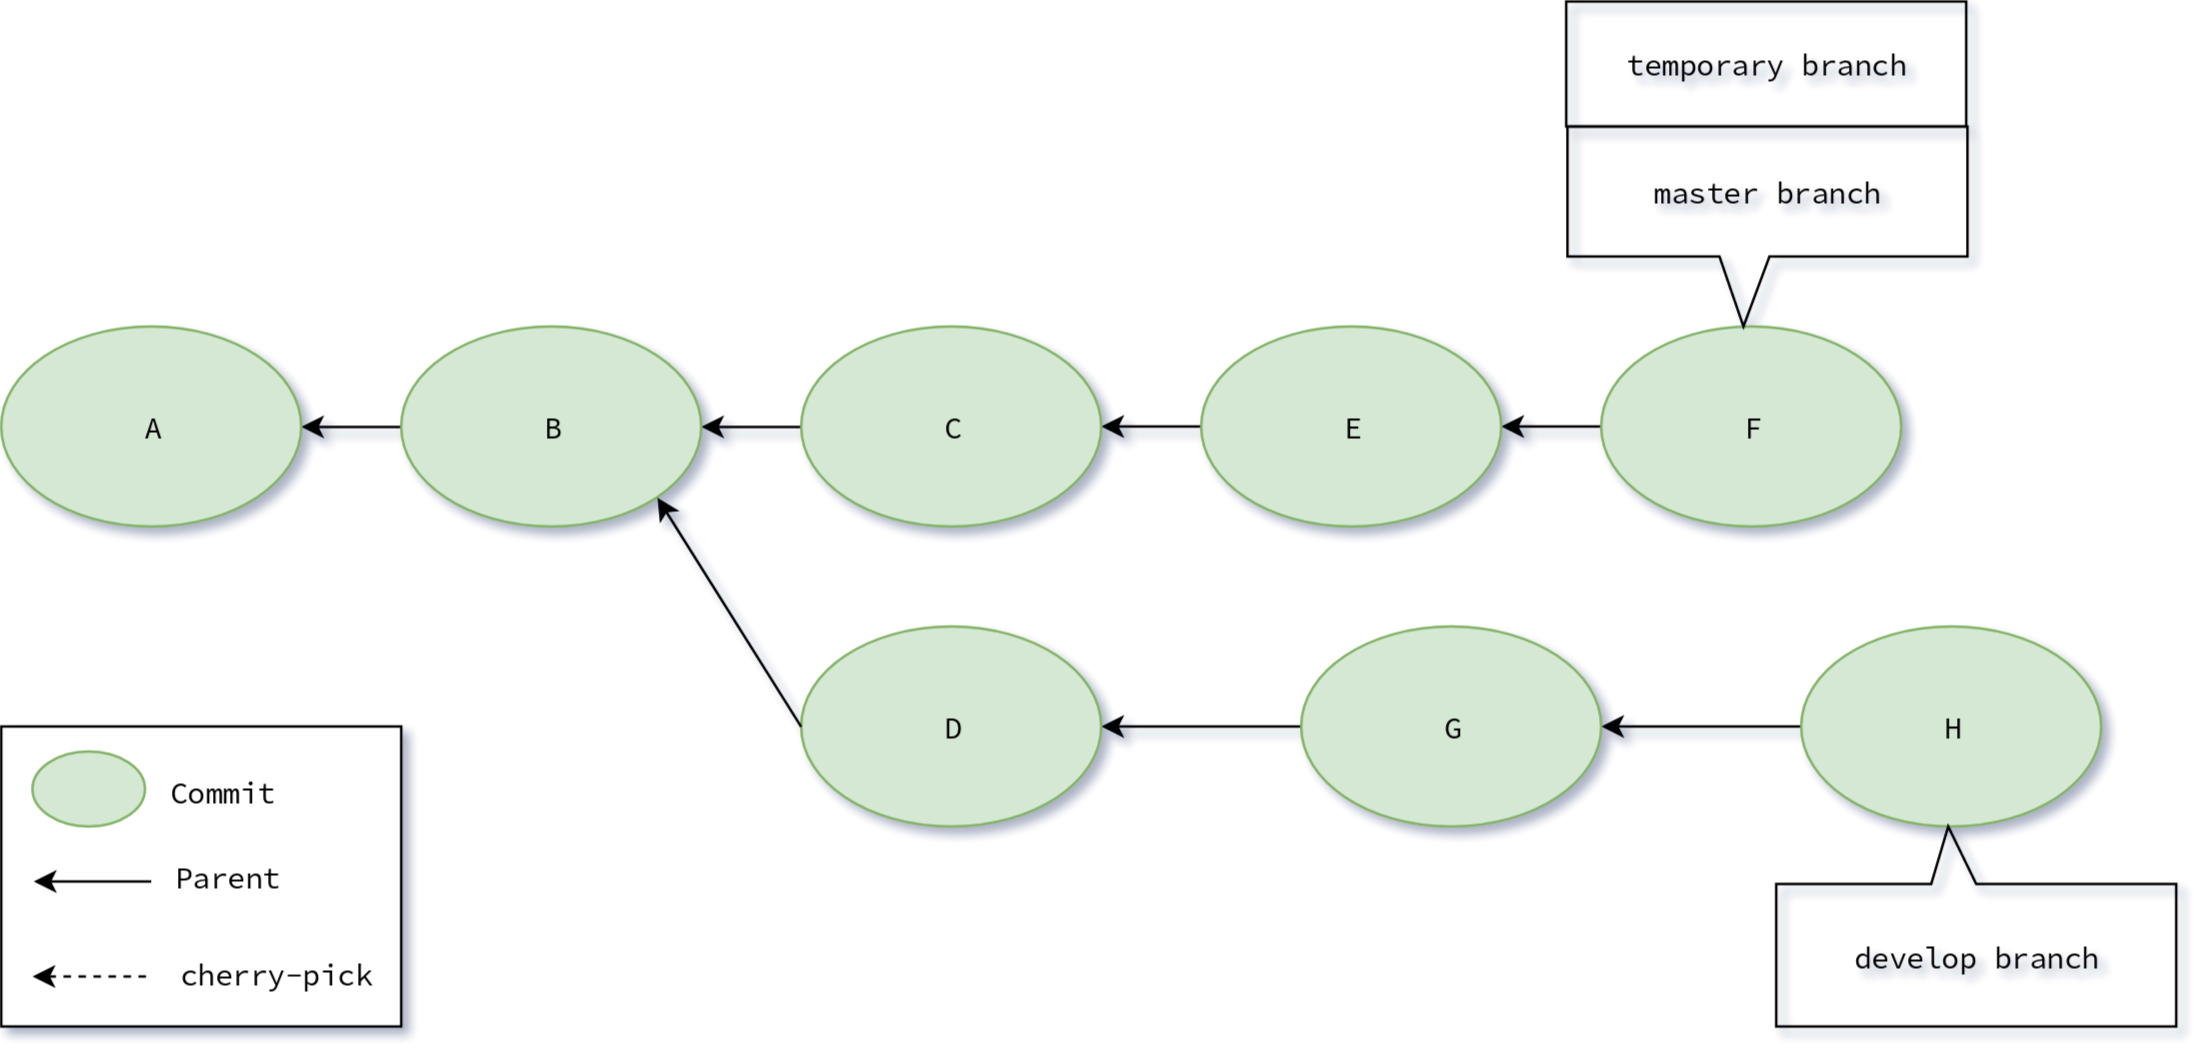 temporary branch
master branch
A
B
C
E
F
D
G
H
Commit
Parent
cherry-pick
develop branch